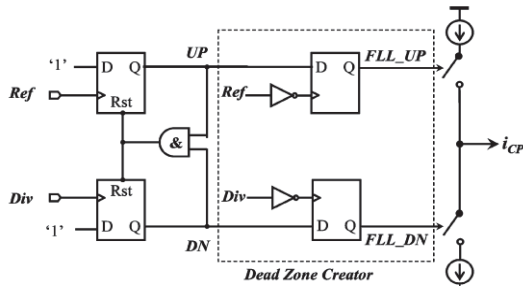 UP
FLL_UP
'1'
D
Q
D
Q
Ref
Ref
Rst
&
i_CP
Rst
Div
Div
'1'
D
Q
D
Q
DN
FLL_DN
Dead Zone Creator